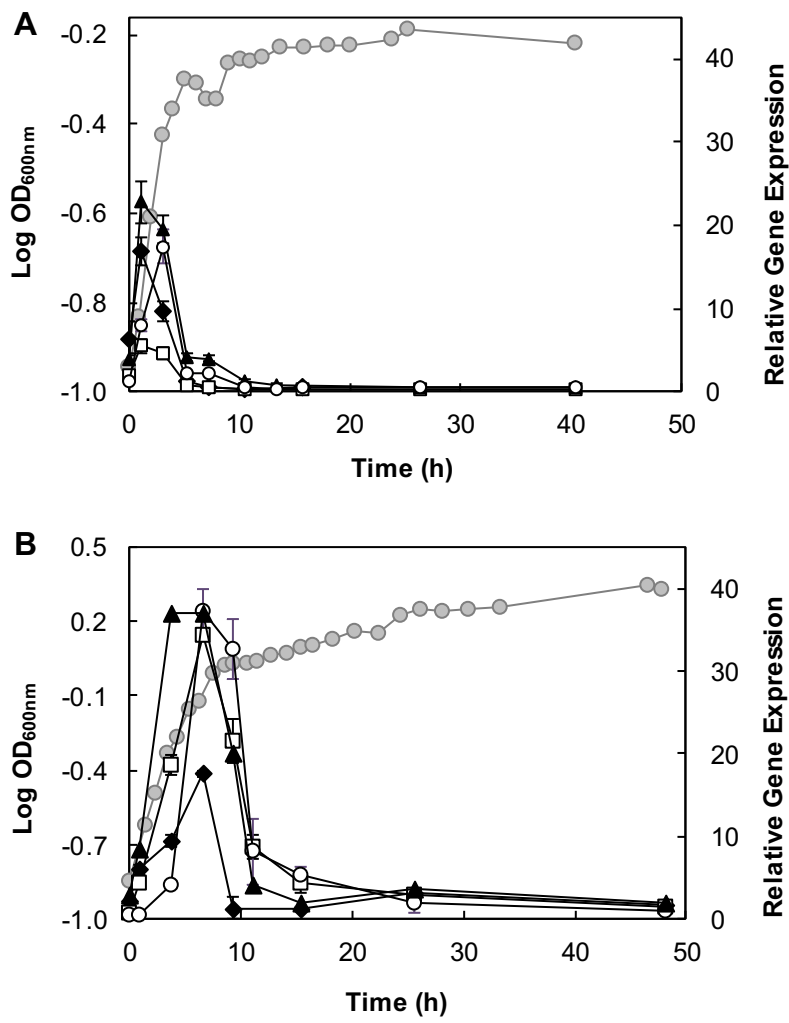 A
-0.2
-0.4
-0.6
-0.8
-1.0
Log OD600nm
40
30
20
10
0
Relative Gene Expression
0 10 20 30 40 50
Time (h)
B
0.5
0.2
-0.1
-0.4
-0.7
-1.0
Log OD600nm
40
30
20
10
0
Relative Gene Expression
0 10 20 30 40 50
Time (h)